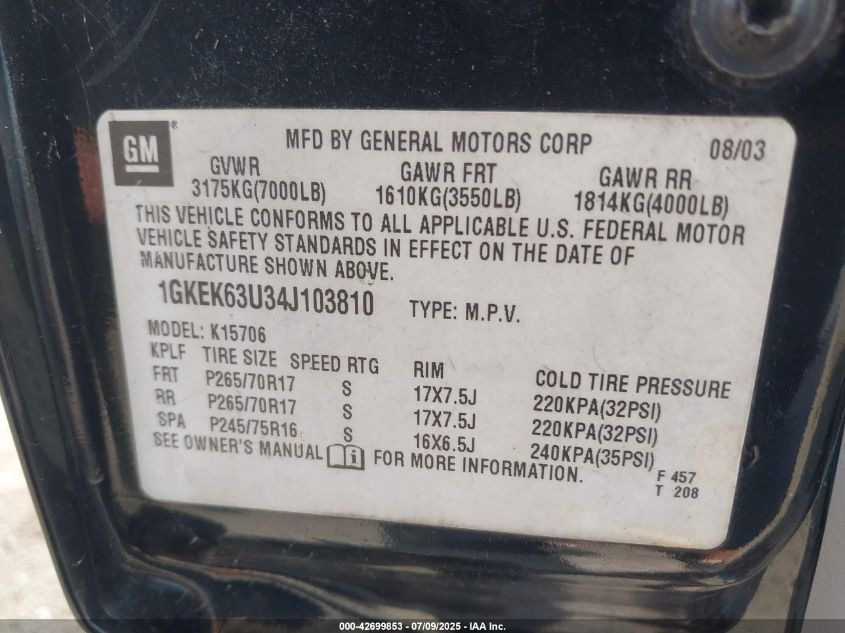 GM ®
MFD BY GENERAL MOTORS CORP 08/03
GVWR GAWR FRT GAWR RR
3175KG(7000LB) 1610KG(3550LB) 1814KG(4000LB)
THIS VEHICLE CONFORMS TO ALL APPLICABLE U.S. FEDERAL MOTOR
VEHICLE SAFETY STANDARDS IN EFFECT ON THE DATE OF
MANUFACTURE SHOWN ABOVE.
1GKEK63U34J103810 TYPE: M.P.V.
MODEL: K15706
KPLF TIRE SIZE SPEED RTG RIM COLD TIRE PRESSURE
FRT P265/70R17 S 17X7.5J 220KPA(32PSI)
RR P265/70R17 S 17X7.5J 220KPA(32PSI)
SPA P245/75R16 S 16X6.5J 240KPA(35PSI)
SEE OWNER'S MANUAL i FOR MORE INFORMATION.
F 457
T 208
000-42699853 - 07/09/2025 - IAA Inc.